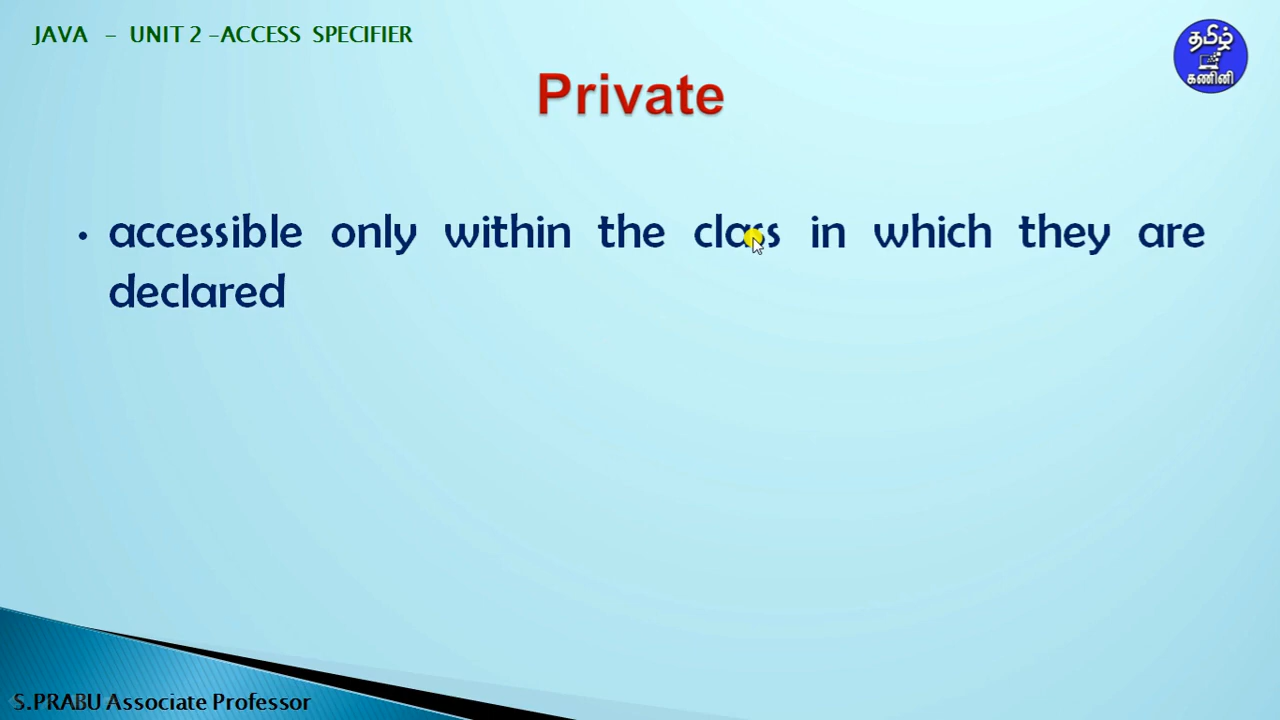 JAVA – UNIT 2 –ACCESS SPECIFIER
தமிழ்
கணினி
Private
• accessible only within the class in which they are
declared
S.PRABU Associate Professor